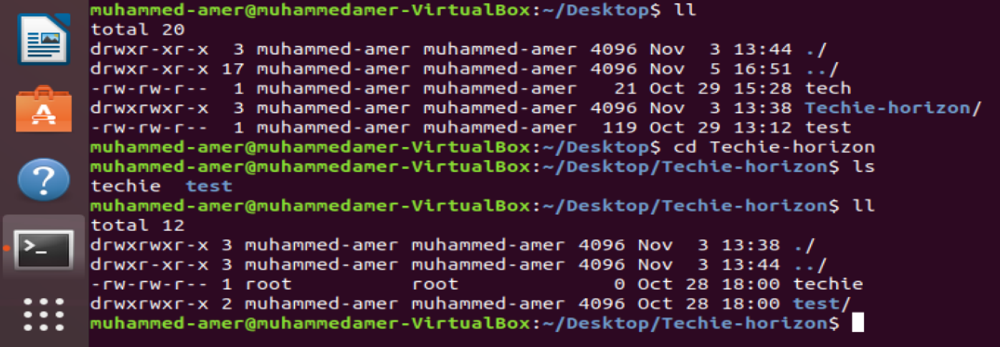 muhammed-amer@muhammedamer-VirtualBox:~/Desktop$ ll
total 20
drwxr-xr-x  3 muhammed-amer muhammed-amer 4096 Nov  3 13:44 ./
drwxr-xr-x 17 muhammed-amer muhammed-amer 4096 Nov  5 16:51 ../
-rw-rw-r--  1 muhammed-amer muhammed-amer   21 Oct 29 15:28 tech
drwxrwxr-x  3 muhammed-amer muhammed-amer 4096 Nov  3 13:38 Techie-horizon/
-rw-rw-r--  1 muhammed-amer muhammed-amer  119 Oct 29 13:12 test
muhammed-amer@muhammedamer-VirtualBox:~/Desktop$ cd Techie-horizon
muhammed-amer@muhammedamer-VirtualBox:~/Desktop/Techie-horizon$ ls
techie  test
muhammed-amer@muhammedamer-VirtualBox:~/Desktop/Techie-horizon$ ll
total 12
drwxrwxr-x 3 muhammed-amer muhammed-amer 4096 Nov  3 13:38 ./
drwxr-xr-x 3 muhammed-amer muhammed-amer 4096 Nov  3 13:44 ../
-rw-rw-r-- 1 root          root             0 Oct 28 18:00 techie
drwxrwxr-x 2 muhammed-amer muhammed-amer 4096 Oct 28 18:00 test/
muhammed-amer@muhammedamer-VirtualBox:~/Desktop/Techie-horizon$